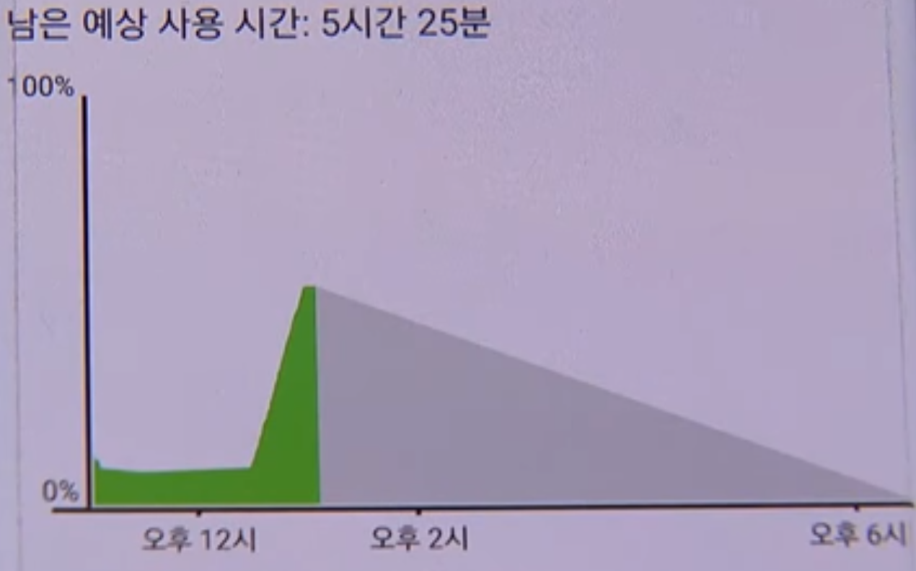 남은 예상 사용 시간: 5시간 25분
100%
0%
오후 12시
오후 2시
오후 6시